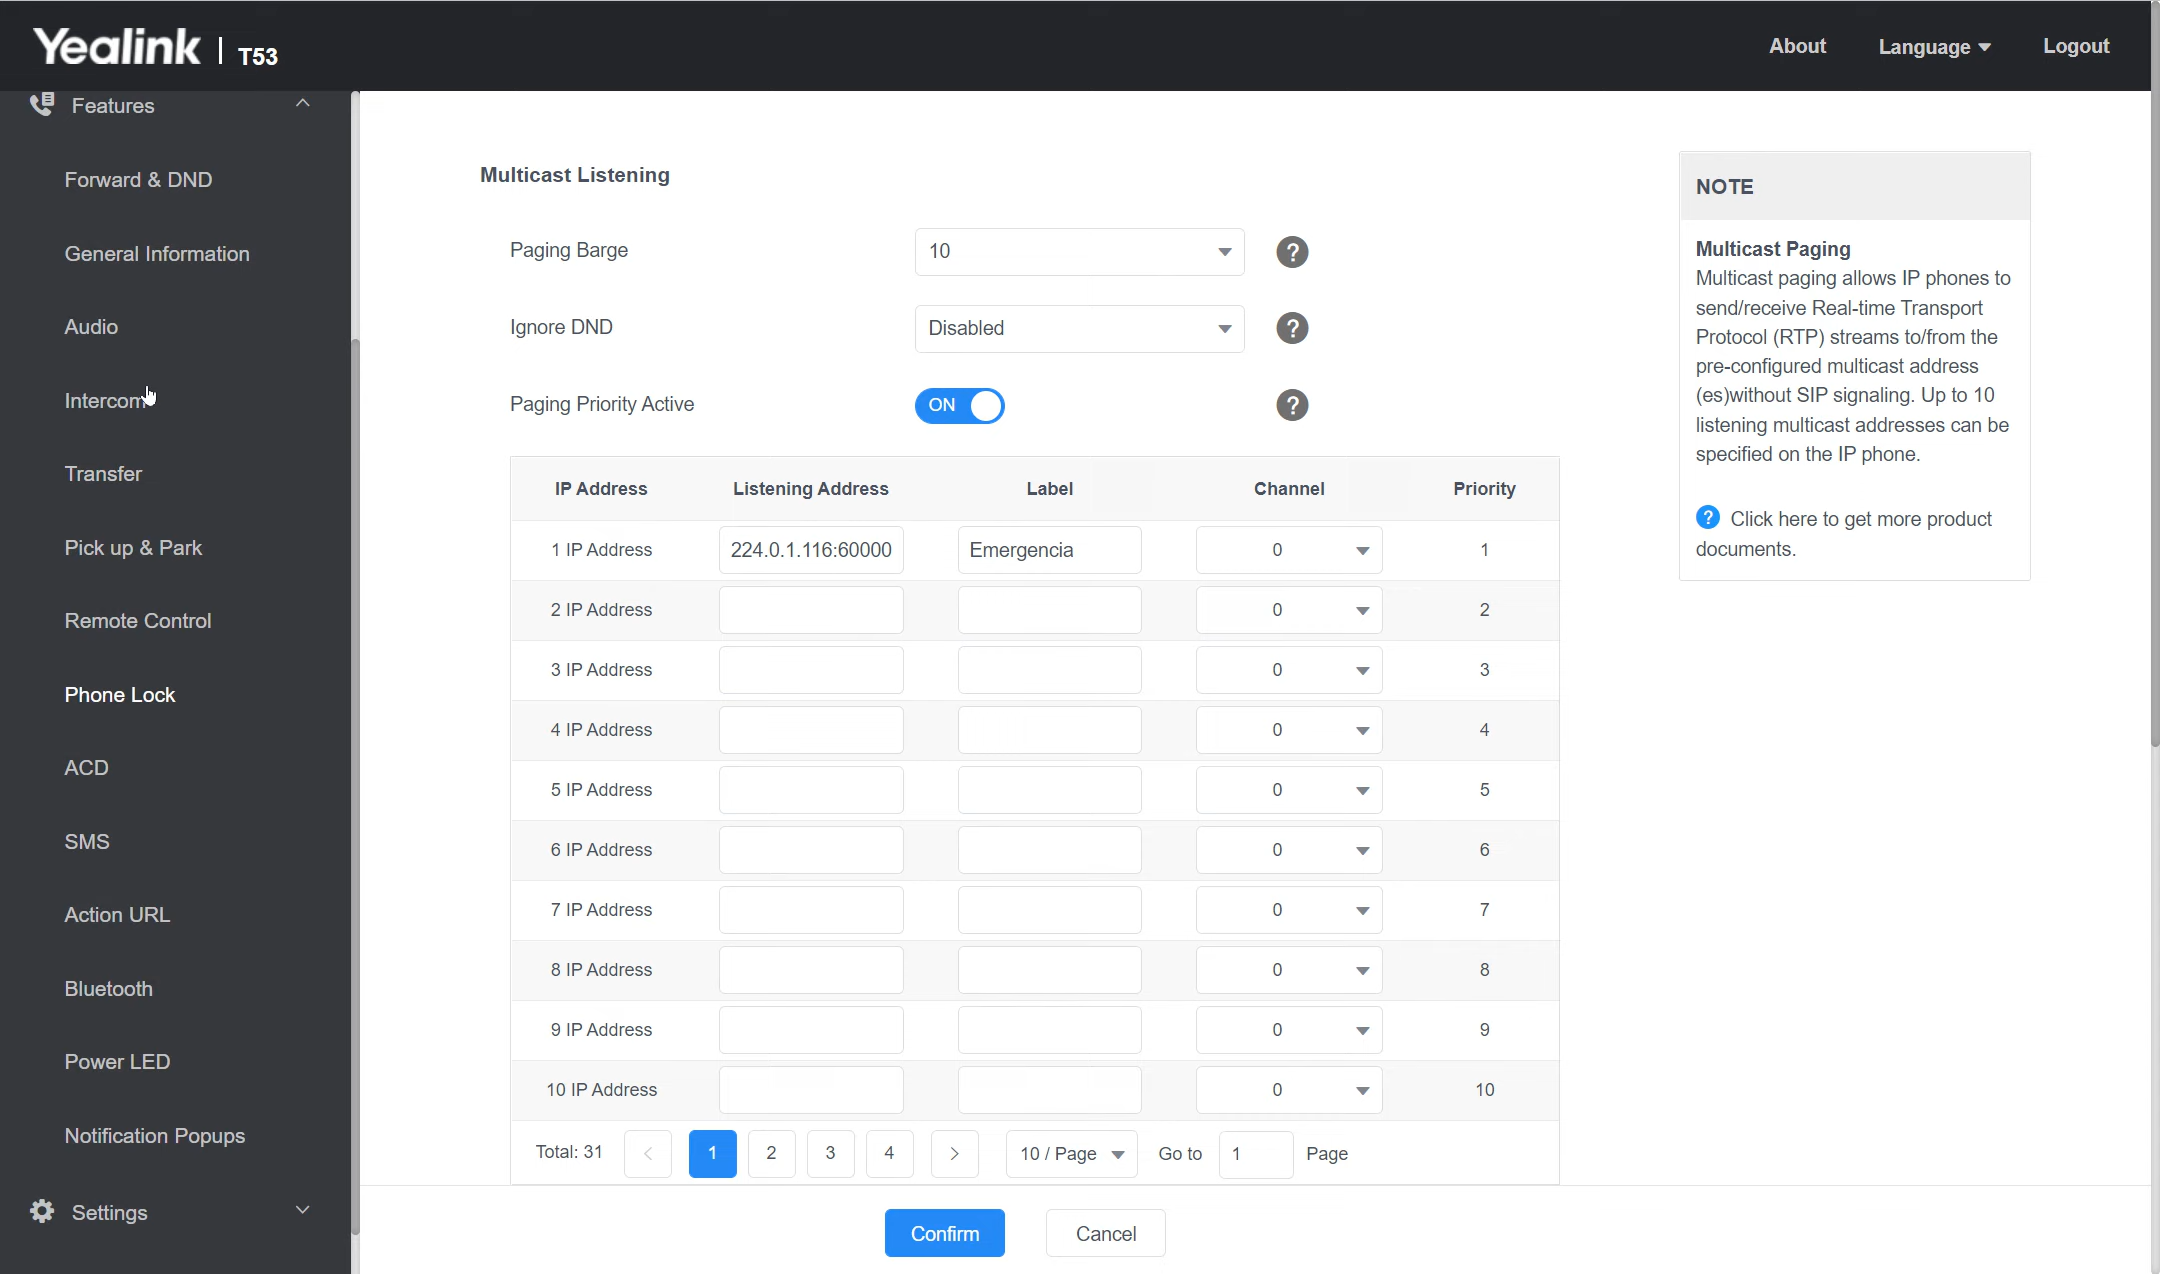 Yealink | T53
About
Language
Logout
Features
Forward & DND
General Information
Audio
Intercom
Transfer
Pick up & Park
Remote Control
Phone Lock
ACD
SMS
Action URL
Bluetooth
Power LED
Notification Popups
Settings
Multicast Listening
Paging Barge 10 ?
Ignore DND Disabled ?
Paging Priority Active ON ?
IP Address Listening Address Label Channel Priority
1 IP Address 224.0.1.116:60000 Emergencia 0 1
2 IP Address 0 2
3 IP Address 0 3
4 IP Address 0 4
5 IP Address 0 5
6 IP Address 0 6
7 IP Address 0 7
8 IP Address 0 8
9 IP Address 0 9
10 IP Address 0 10
Total: 31 < 1 2 3 4 > 10 / Page Go to 1 Page
Confirm Cancel
NOTE
Multicast Paging
Multicast paging allows IP phones to
send/receive Real-time Transport
Protocol (RTP) streams to/from the
pre-configured multicast address
(es)without SIP signaling. Up to 10
listening multicast addresses can be
specified on the IP phone.
? Click here to get more product
documents.